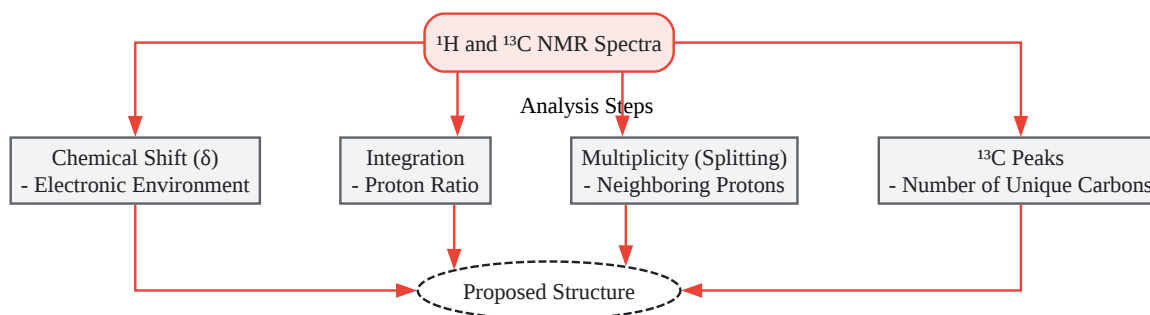 ¹H and ¹³C NMR Spectra
Analysis Steps
Chemical Shift (δ)
- Electronic Environment
Integration
- Proton Ratio
Multiplicity (Splitting)
- Neighboring Protons
¹³C Peaks
- Number of Unique Carbons
Proposed Structure